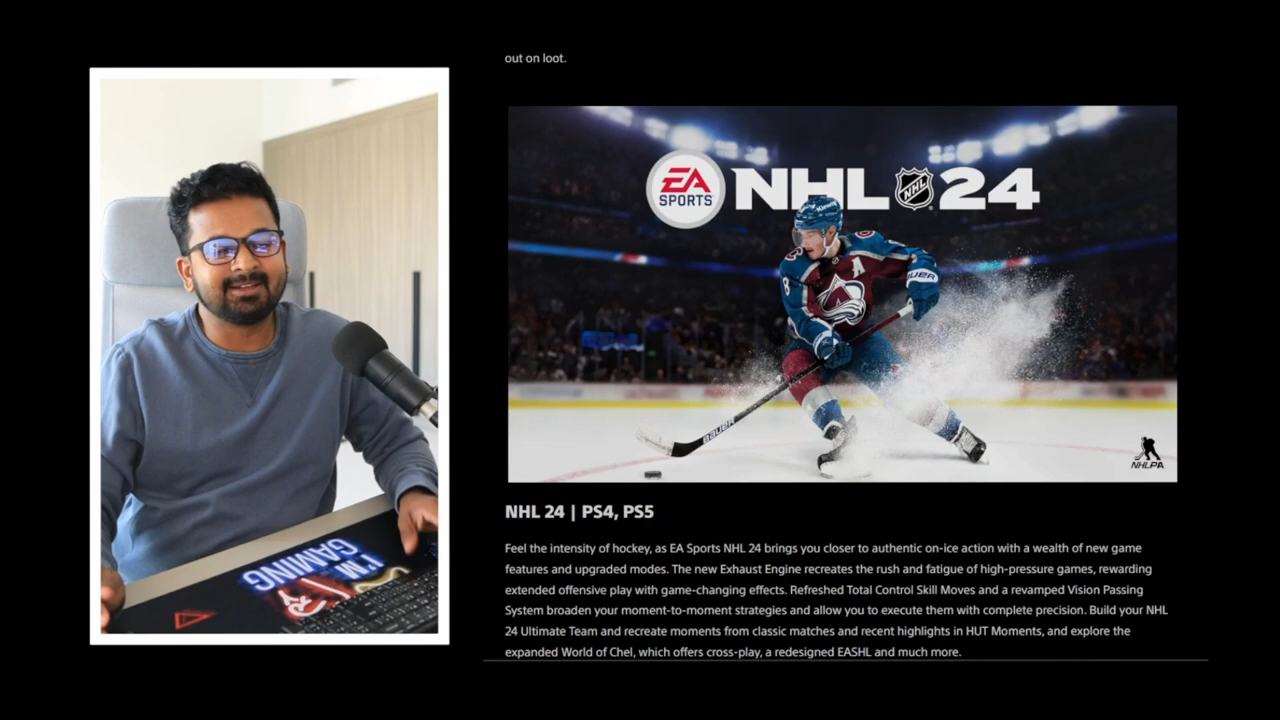 out on loot.
EA
SPORTS
NHL NHL 24
8
A
BAUER
NHLPA
I'M
GAMING
NHL 24 | PS4, PS5
Feel the intensity of hockey, as EA Sports NHL 24 brings you closer to authentic on-ice action with a wealth of new game
features and upgraded modes. The new Exhaust Engine recreates the rush and fatigue of high-pressure games, rewarding
extended offensive play with game-changing effects. Refreshed Total Control Skill Moves and a revamped Vision Passing
System broaden your moment-to-moment strategies and allow you to execute them with complete precision. Build your NHL
24 Ultimate Team and recreate moments from classic matches and recent highlights in HUT Moments, and explore the
expanded World of Chel, which offers cross-play, a redesigned EASHL and much more.